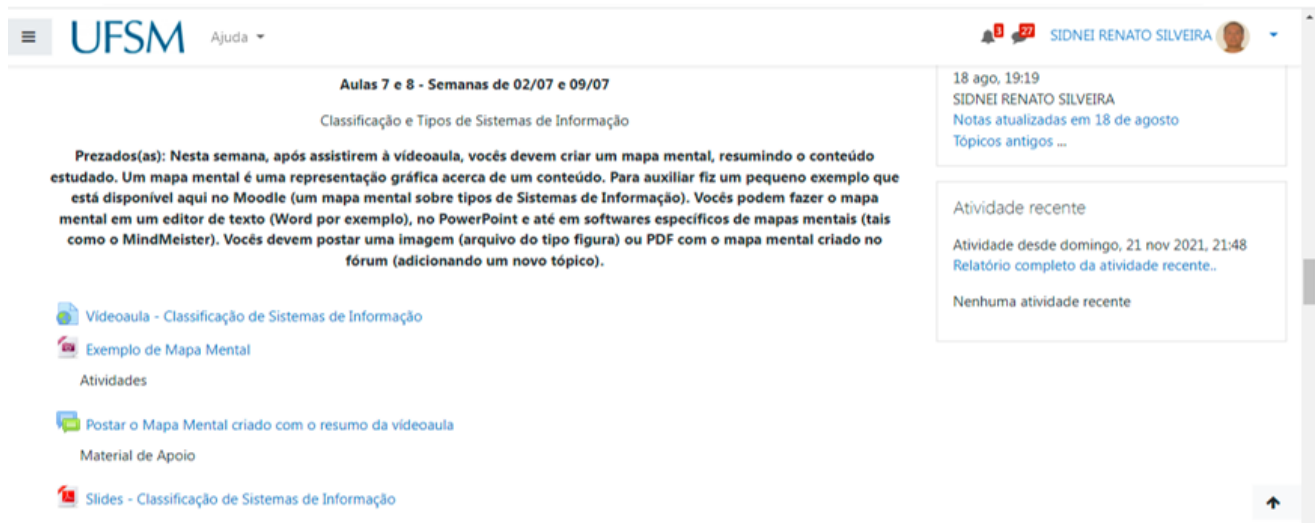 UFSM
Ajuda
3
27
SIDNEI RENATO SILVEIRA
Aulas 7 e 8 - Semanas de 02/07 e 09/07
Classificação e Tipos de Sistemas de Informação
Prezados(as): Nesta semana, após assistirem à vídeoaula, vocês devem criar um mapa mental, resumindo o conteúdo
estudado. Um mapa mental é uma representação gráfica acerca de um conteúdo. Para auxiliar fiz um pequeno exemplo que
está disponível aqui no Moodle (um mapa mental sobre tipos de Sistemas de Informação). Vocês podem fazer o mapa
mental em um editor de texto (Word por exemplo), no PowerPoint e até em softwares específicos de mapas mentais (tais
como o MindMeister). Vocês devem postar uma imagem (arquivo do tipo figura) ou PDF com o mapa mental criado no
fórum (adicionando um novo tópico).
Vídeoaula - Classificação de Sistemas de Informação
Exemplo de Mapa Mental
Atividades
Postar o Mapa Mental criado com o resumo da vídeoaula
Material de Apoio
Slides - Classificação de Sistemas de Informação
18 ago, 19:19
SIDNEI RENATO SILVEIRA
Notas atualizadas em 18 de agosto
Tópicos antigos ...
Atividade recente
Atividade desde domingo, 21 nov 2021, 21:48
Relatório completo da atividade recente..
Nenhuma atividade recente